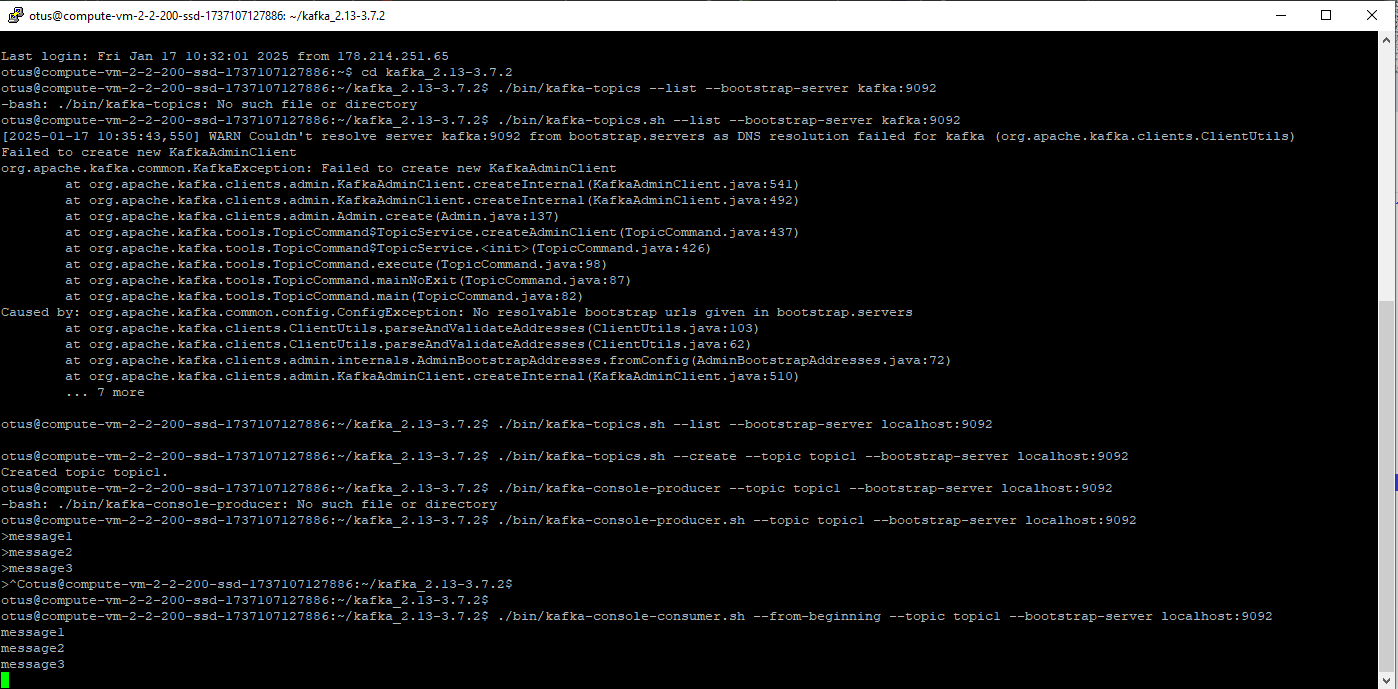 otus@compute-vm-2-2-200-ssd-1737107127886: ~/kafka_2.13-3.7.2
Last login: Fri Jan 17 10:32:01 2025 from 178.214.251.65
otus@compute-vm-2-2-200-ssd-1737107127886:~$ cd kafka_2.13-3.7.2
otus@compute-vm-2-2-200-ssd-1737107127886:~/kafka_2.13-3.7.2$ ./bin/kafka-topics --list --bootstrap-server kafka:9092
-bash: ./bin/kafka-topics: No such file or directory
otus@compute-vm-2-2-200-ssd-1737107127886:~/kafka_2.13-3.7.2$ ./bin/kafka-topics.sh --list --bootstrap-server kafka:9092
[2025-01-17 10:35:43,550] WARN Couldn't resolve server kafka:9092 from bootstrap.servers as DNS resolution failed for kafka (org.apache.kafka.clients.ClientUtils)
Failed to create new KafkaAdminClient
org.apache.kafka.common.KafkaException: Failed to create new KafkaAdminClient
        at org.apache.kafka.clients.admin.KafkaAdminClient.createInternal(KafkaAdminClient.java:541)
        at org.apache.kafka.clients.admin.KafkaAdminClient.createInternal(KafkaAdminClient.java:492)
        at org.apache.kafka.clients.admin.Admin.create(Admin.java:137)
        at org.apache.kafka.tools.TopicCommand$TopicService.createAdminClient(TopicCommand.java:437)
        at org.apache.kafka.tools.TopicCommand$TopicService.<init>(TopicCommand.java:426)
        at org.apache.kafka.tools.TopicCommand.execute(TopicCommand.java:98)
        at org.apache.kafka.tools.TopicCommand.mainNoExit(TopicCommand.java:87)
        at org.apache.kafka.tools.TopicCommand.main(TopicCommand.java:82)
Caused by: org.apache.kafka.common.config.ConfigException: No resolvable bootstrap urls given in bootstrap.servers
        at org.apache.kafka.clients.ClientUtils.parseAndValidateAddresses(ClientUtils.java:103)
        at org.apache.kafka.clients.ClientUtils.parseAndValidateAddresses(ClientUtils.java:62)
        at org.apache.kafka.clients.admin.internals.AdminBootstrapAddresses.fromConfig(AdminBootstrapAddresses.java:72)
        at org.apache.kafka.clients.admin.KafkaAdminClient.createInternal(KafkaAdminClient.java:510)
        ... 7 more
otus@compute-vm-2-2-200-ssd-1737107127886:~/kafka_2.13-3.7.2$ ./bin/kafka-topics.sh --list --bootstrap-server localhost:9092
otus@compute-vm-2-2-200-ssd-1737107127886:~/kafka_2.13-3.7.2$ ./bin/kafka-topics.sh --create --topic topic1 --bootstrap-server localhost:9092
Created topic topic1.
otus@compute-vm-2-2-200-ssd-1737107127886:~/kafka_2.13-3.7.2$ ./bin/kafka-console-producer --topic topic1 --bootstrap-server localhost:9092
-bash: ./bin/kafka-console-producer: No such file or directory
otus@compute-vm-2-2-200-ssd-1737107127886:~/kafka_2.13-3.7.2$ ./bin/kafka-console-producer.sh --topic topic1 --bootstrap-server localhost:9092
>message1
>message2
>message3
>^Cotus@compute-vm-2-2-200-ssd-1737107127886:~/kafka_2.13-3.7.2$
otus@compute-vm-2-2-200-ssd-1737107127886:~/kafka_2.13-3.7.2$
otus@compute-vm-2-2-200-ssd-1737107127886:~/kafka_2.13-3.7.2$ ./bin/kafka-console-consumer.sh --from-beginning --topic topic1 --bootstrap-server localhost:9092
message1
message2
message3